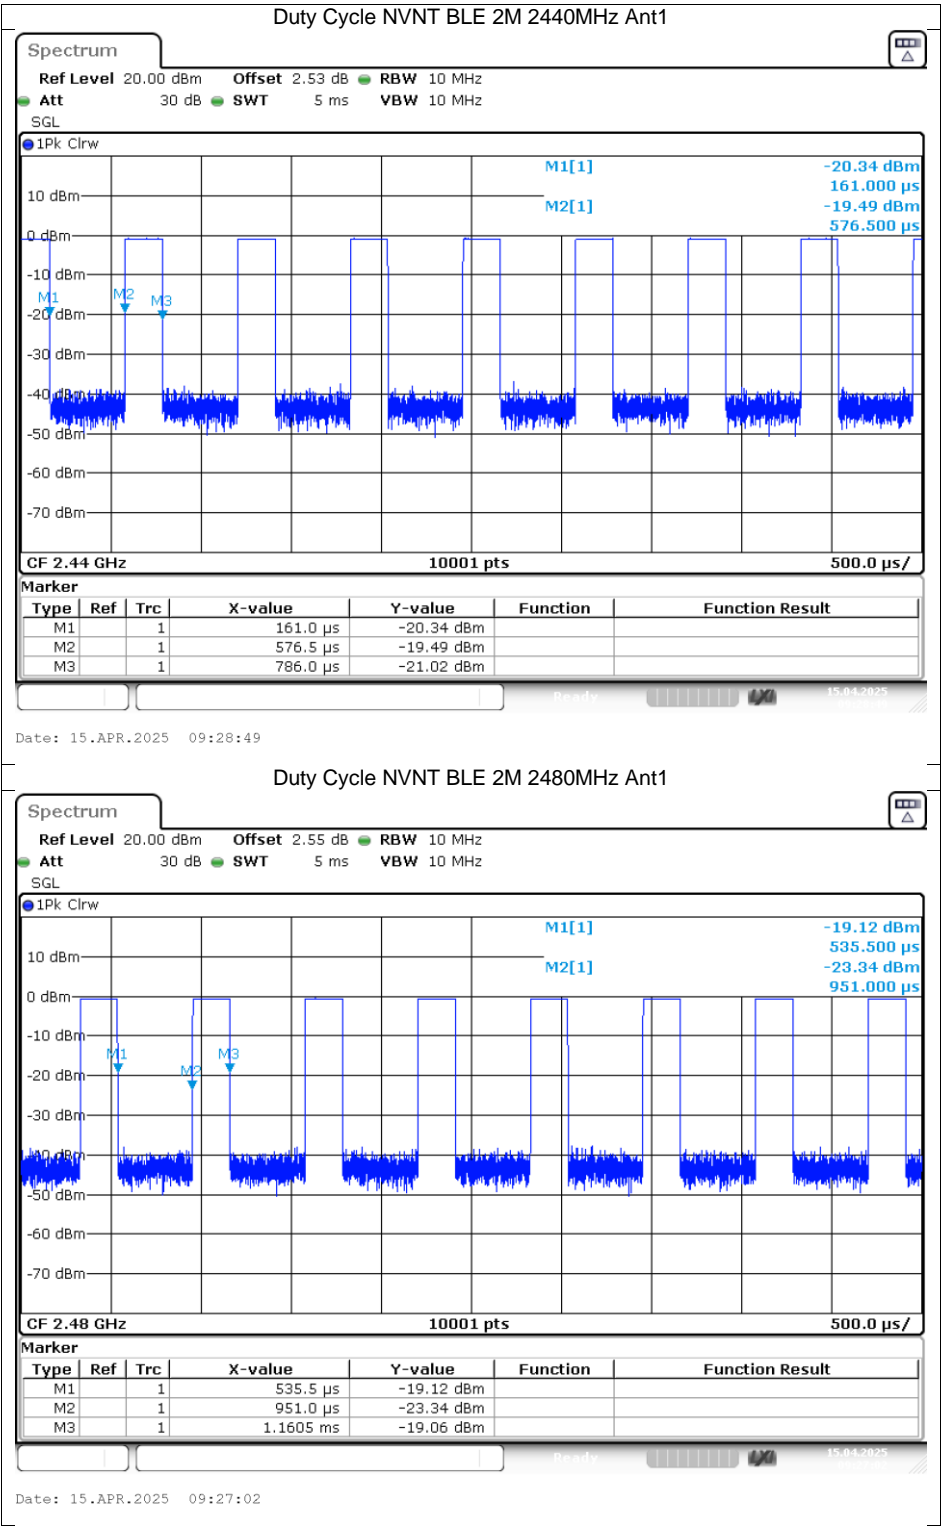 Duty Cycle NVNT BLE 2M 2440MHz Ant1
Spectrum
Ref Level 20.00 dBm Offset 2.53 dB RBW 10 MHz
Att 30 dB SWT 5 ms VBW 10 MHz
SGL
1Pk Clrw
M1[1] -20.34 dBm
161.000 µs
10 dBm
M2[1] -19.49 dBm
576.500 µs
0 dBm
-10 dBm
M1 M2 M3
-20 dBm
-30 dBm
-40 dBm
-50 dBm
-60 dBm
-70 dBm
CF 2.44 GHz 10001 pts 500.0 µs/
Marker
Type Ref Trc X-value Y-value Function Function Result
M1 1 161.0 µs -20.34 dBm
M2 1 576.5 µs -19.49 dBm
M3 1 786.0 µs -21.02 dBm
Ready 15.04.2025
Date: 15.APR.2025 09:28:49
Duty Cycle NVNT BLE 2M 2480MHz Ant1
Spectrum
Ref Level 20.00 dBm Offset 2.55 dB RBW 10 MHz
Att 30 dB SWT 5 ms VBW 10 MHz
SGL
1Pk Clrw
M1[1] -19.12 dBm
535.500 µs
10 dBm
M2[1] -23.34 dBm
951.000 µs
0 dBm
-10 dBm
M1 M2 M3
-20 dBm
-30 dBm
-40 dBm
-50 dBm
-60 dBm
-70 dBm
CF 2.48 GHz 10001 pts 500.0 µs/
Marker
Type Ref Trc X-value Y-value Function Function Result
M1 1 535.5 µs -19.12 dBm
M2 1 951.0 µs -23.34 dBm
M3 1 1.1605 ms -19.06 dBm
Ready 15.04.2025
Date: 15.APR.2025 09:27:02